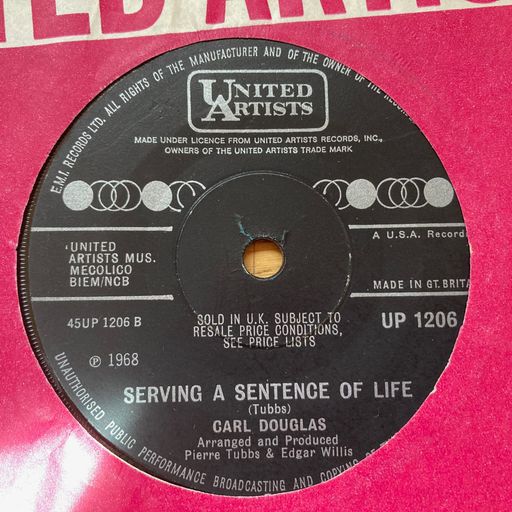 TED ARTIS
E.M.I. RECORDS LTD. ALL RIGHTS OF THE MANUFACTURER AND OF THE OWNER OF THE RECO
UNITED
ARTISTS
MADE UNDER LICENCE FROM UNITED ARTISTS RECORDS, INC.,
OWNERS OF THE UNITED ARTISTS TRADE MARK
'UNITED
ARTISTS MUS.
MECOLICO
BIEM/NCB
A U.S.A. Record
MADE IN GT. BRITA
45UP 1206 B
SOLD IN U.K. SUBJECT TO
RESALE PRICE CONDITIONS,
SEE PRICE LISTS
UP 1206
℗ 1968
SERVING A SENTENCE OF LIFE
(Tubbs)
CARL DOUGLAS
Arranged and Produced
Pierre Tubbs & Edgar Willis
UNAUTHORISED PUBLIC PERFORMANCE BROADCASTING AND COPYING OF